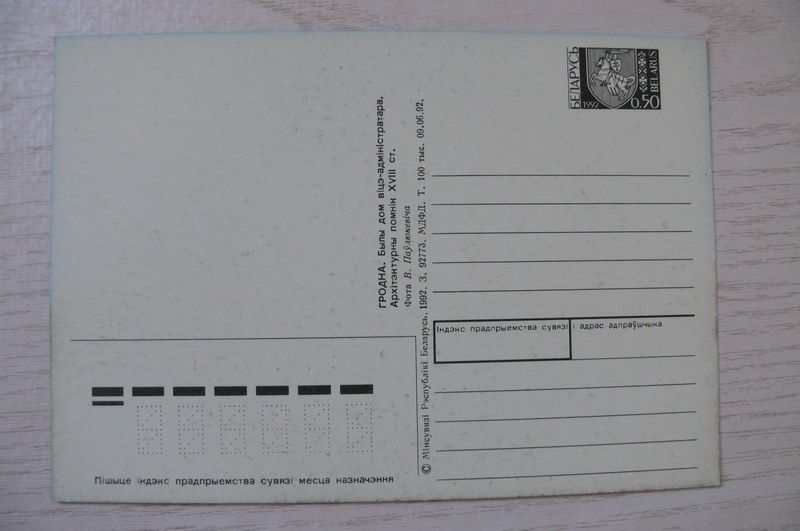 БЕЛАРУСЬ
1992
0.50
BELARUS
ГРОДНА. Былы дом віцэ-адміністратара.
Архітэктурны помнік XVIII ст.
Фота В. Паўлюкевіча
© Мінсувязі Рэспублікі Беларусь. 1992. З. 92773. МДФД. Т. 100 тыс. 09.06.92.
Індэкс прадпрыемства сувязі і адрас адпраўшчыка
Пішыце індэкс прадпрыемства сувязі месца назначэння